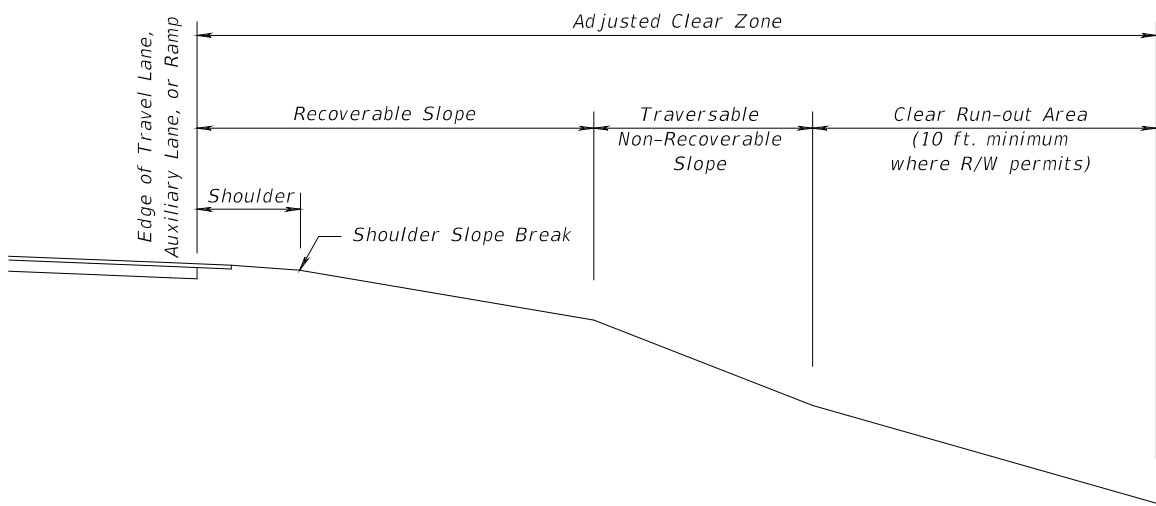 Adjusted Clear Zone
Edge of Travel Lane,
Auxiliary Lane, or Ramp
Recoverable Slope
Traversable
Non-Recoverable
Slope
Clear Run-out Area
(10 ft. minimum
where R/W permits)
Shoulder
Shoulder Slope Break